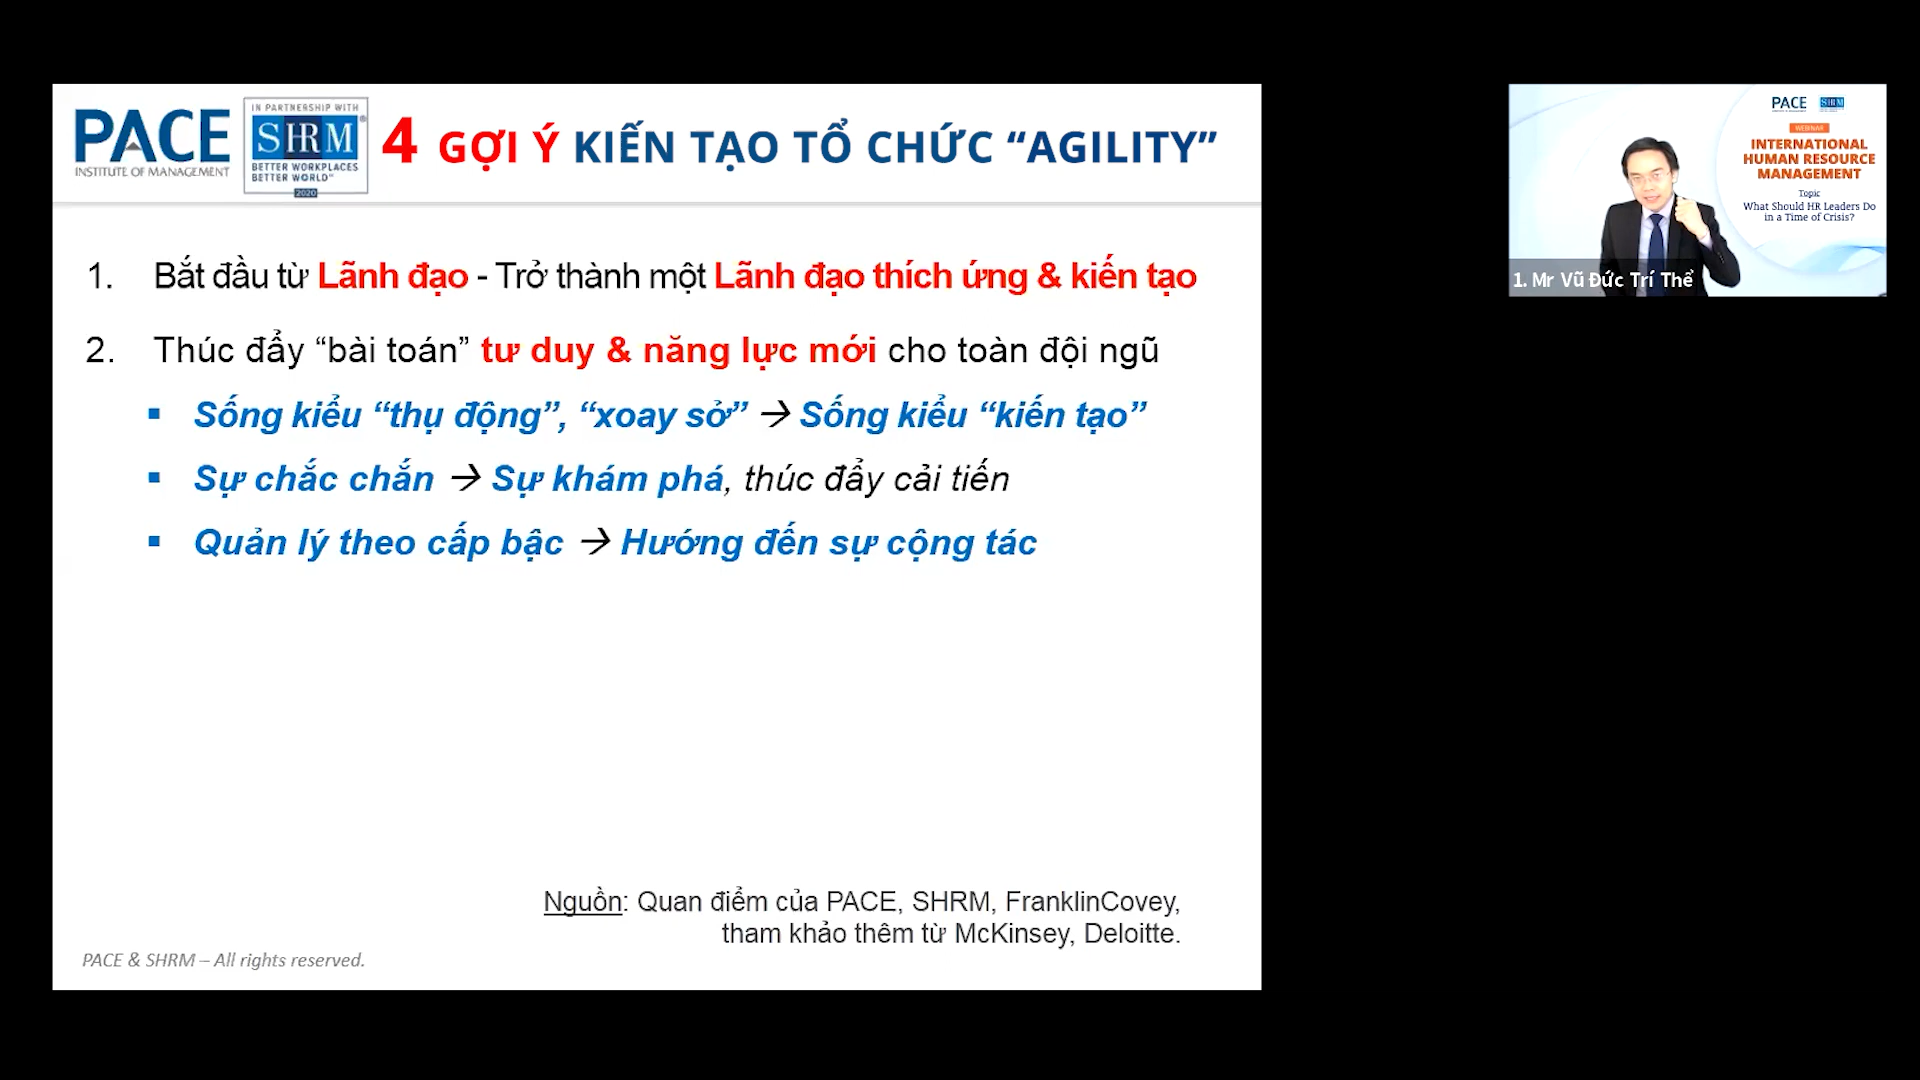 PACE
INSTITUTE OF MANAGEMENT
IN PARTNERSHIP WITH
SHRM®
BETTER WORKPLACES
BETTER WORLD™
2020
4 GỢI Ý KIẾN TẠO TỔ CHỨC “AGILITY”
1. Bắt đầu từ Lãnh đạo - Trở thành một Lãnh đạo thích ứng & kiến tạo
2. Thúc đẩy “bài toán” tư duy & năng lực mới cho toàn đội ngũ
▪ Sống kiểu “thụ động”, “xoay sở” → Sống kiểu “kiến tạo”
▪ Sự chắc chắn → Sự khám phá, thúc đẩy cải tiến
▪ Quản lý theo cấp bậc → Hướng đến sự cộng tác
Nguồn: Quan điểm của PACE, SHRM, FranklinCovey,
tham khảo thêm từ McKinsey, Deloitte.
PACE & SHRM – All rights reserved.
PACE SHRM
WEBINAR
INTERNATIONAL
HUMAN RESOURCE
MANAGEMENT
Topic
What Should HR Leaders Do
in a Time of Crisis?
1. Mr Vũ Đức Trí Thể